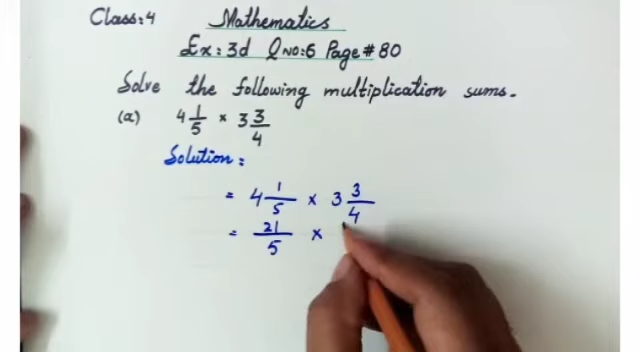 Class:4 Mathematics
Ex: 3d Q NO:6 Page # 80
Solve the following multiplication sums.
(a) 4 1/5 × 3 3/4
Solution:
= 4 1/5 × 3 3/4
= 21/5 ×